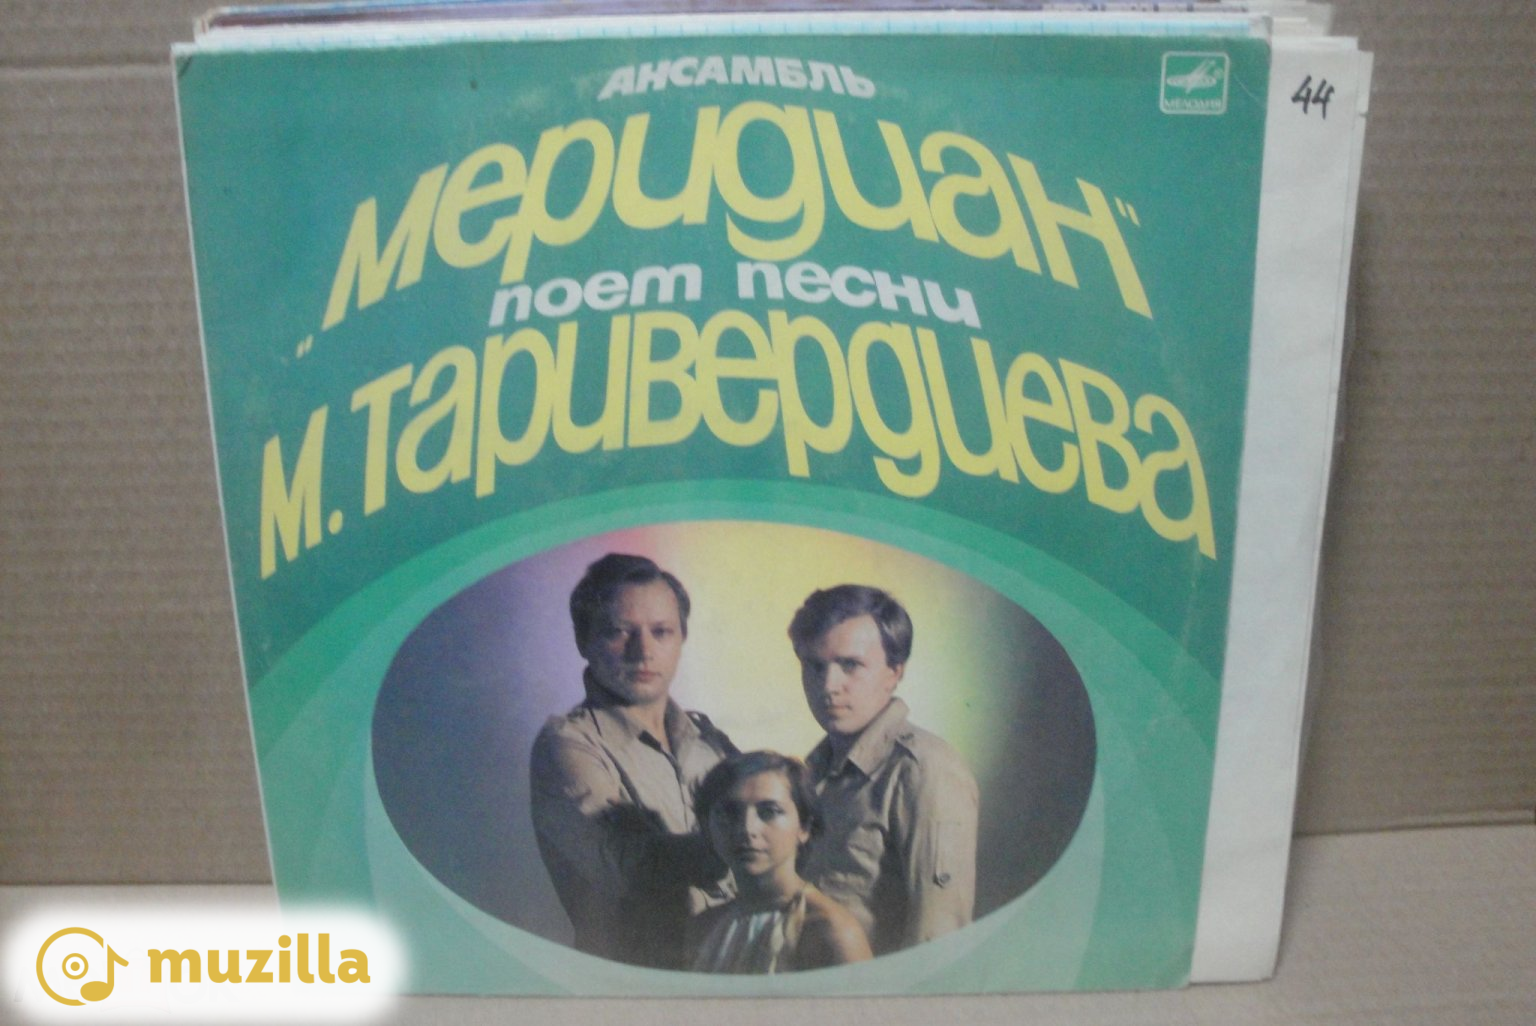 Ансамбль
"Меридиан"
поет песни
М. Таривердиева
МЕЛОДИЯ
44
muzilla